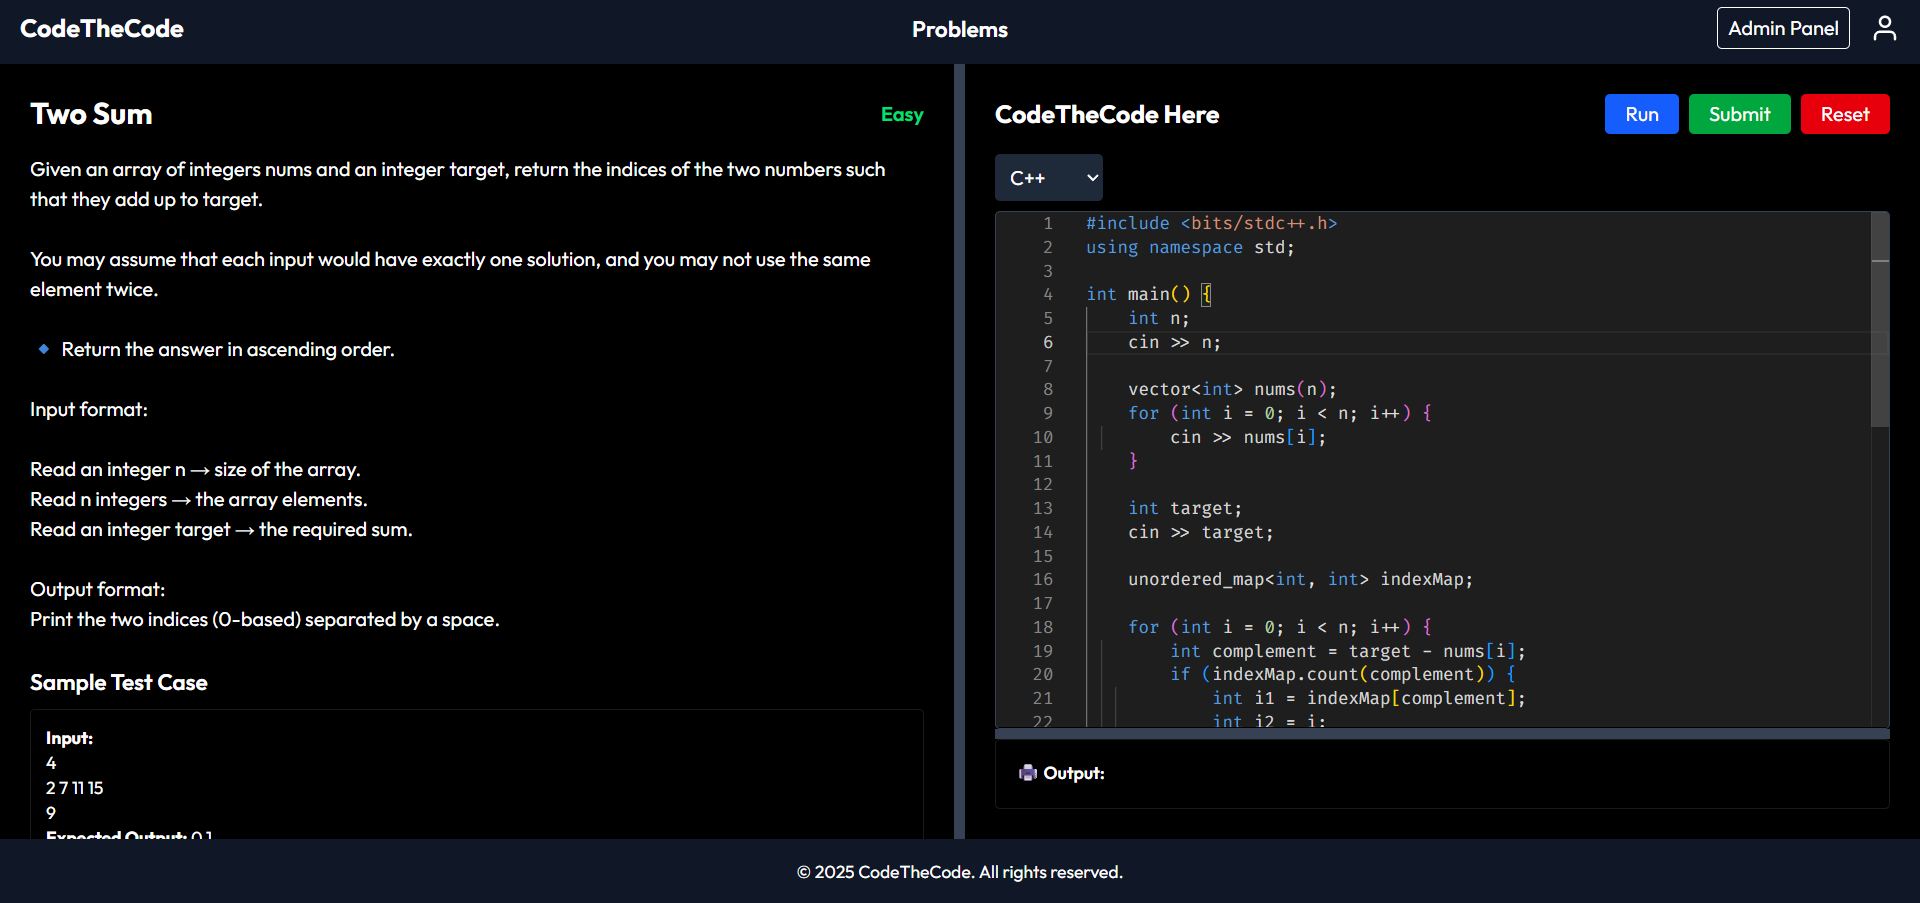 CodeTheCode
Problems
Admin Panel
Two Sum
Easy
Given an array of integers nums and an integer target, return the indices of the two numbers such
that they add up to target.
You may assume that each input would have exactly one solution, and you may not use the same
element twice.
🔹 Return the answer in ascending order.
Input format:
Read an integer n → size of the array.
Read n integers → the array elements.
Read an integer target → the required sum.
Output format:
Print the two indices (0-based) separated by a space.
Sample Test Case
Input:
4
2 7 11 15
9
Expected Output: 0 1
CodeTheCode Here
Run
Submit
Reset
C++
1 #include <bits/stdc++.h>
2 using namespace std;
3
4 int main() {
5 int n;
6 cin >> n;
7
8 vector<int> nums(n);
9 for (int i = 0; i < n; i++) {
10 cin >> nums[i];
11 }
12
13 int target;
14 cin >> target;
15
16 unordered_map<int, int> indexMap;
17
18 for (int i = 0; i < n; i++) {
19 int complement = target - nums[i];
20 if (indexMap.count(complement)) {
21 int i1 = indexMap[complement];
22 int i2 = i;
🖨️ Output:
© 2025 CodeTheCode. All rights reserved.